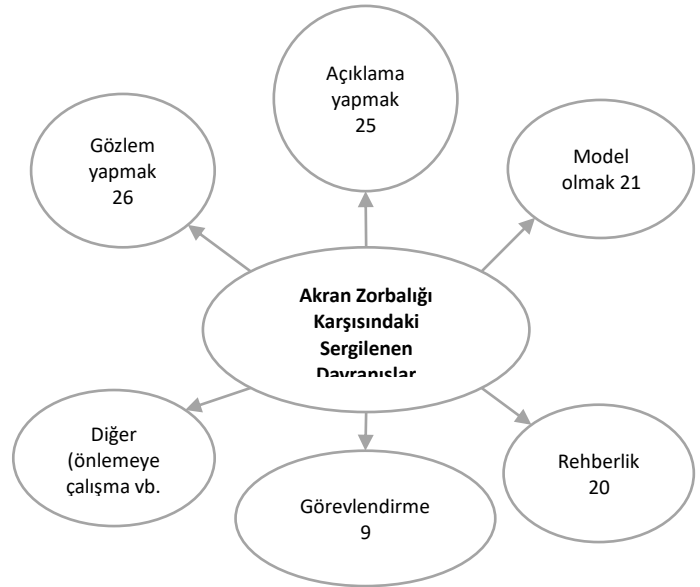 Açıklama
yapmak
25
Gözlem
yapmak
26
Model
olmak 21
Akran Zorbalığı
Karşısındaki
Sergilenen
Davranışlar
Diğer
(önlemeye
çalışma vb.
Görevlendirme
9
Rehberlik
20